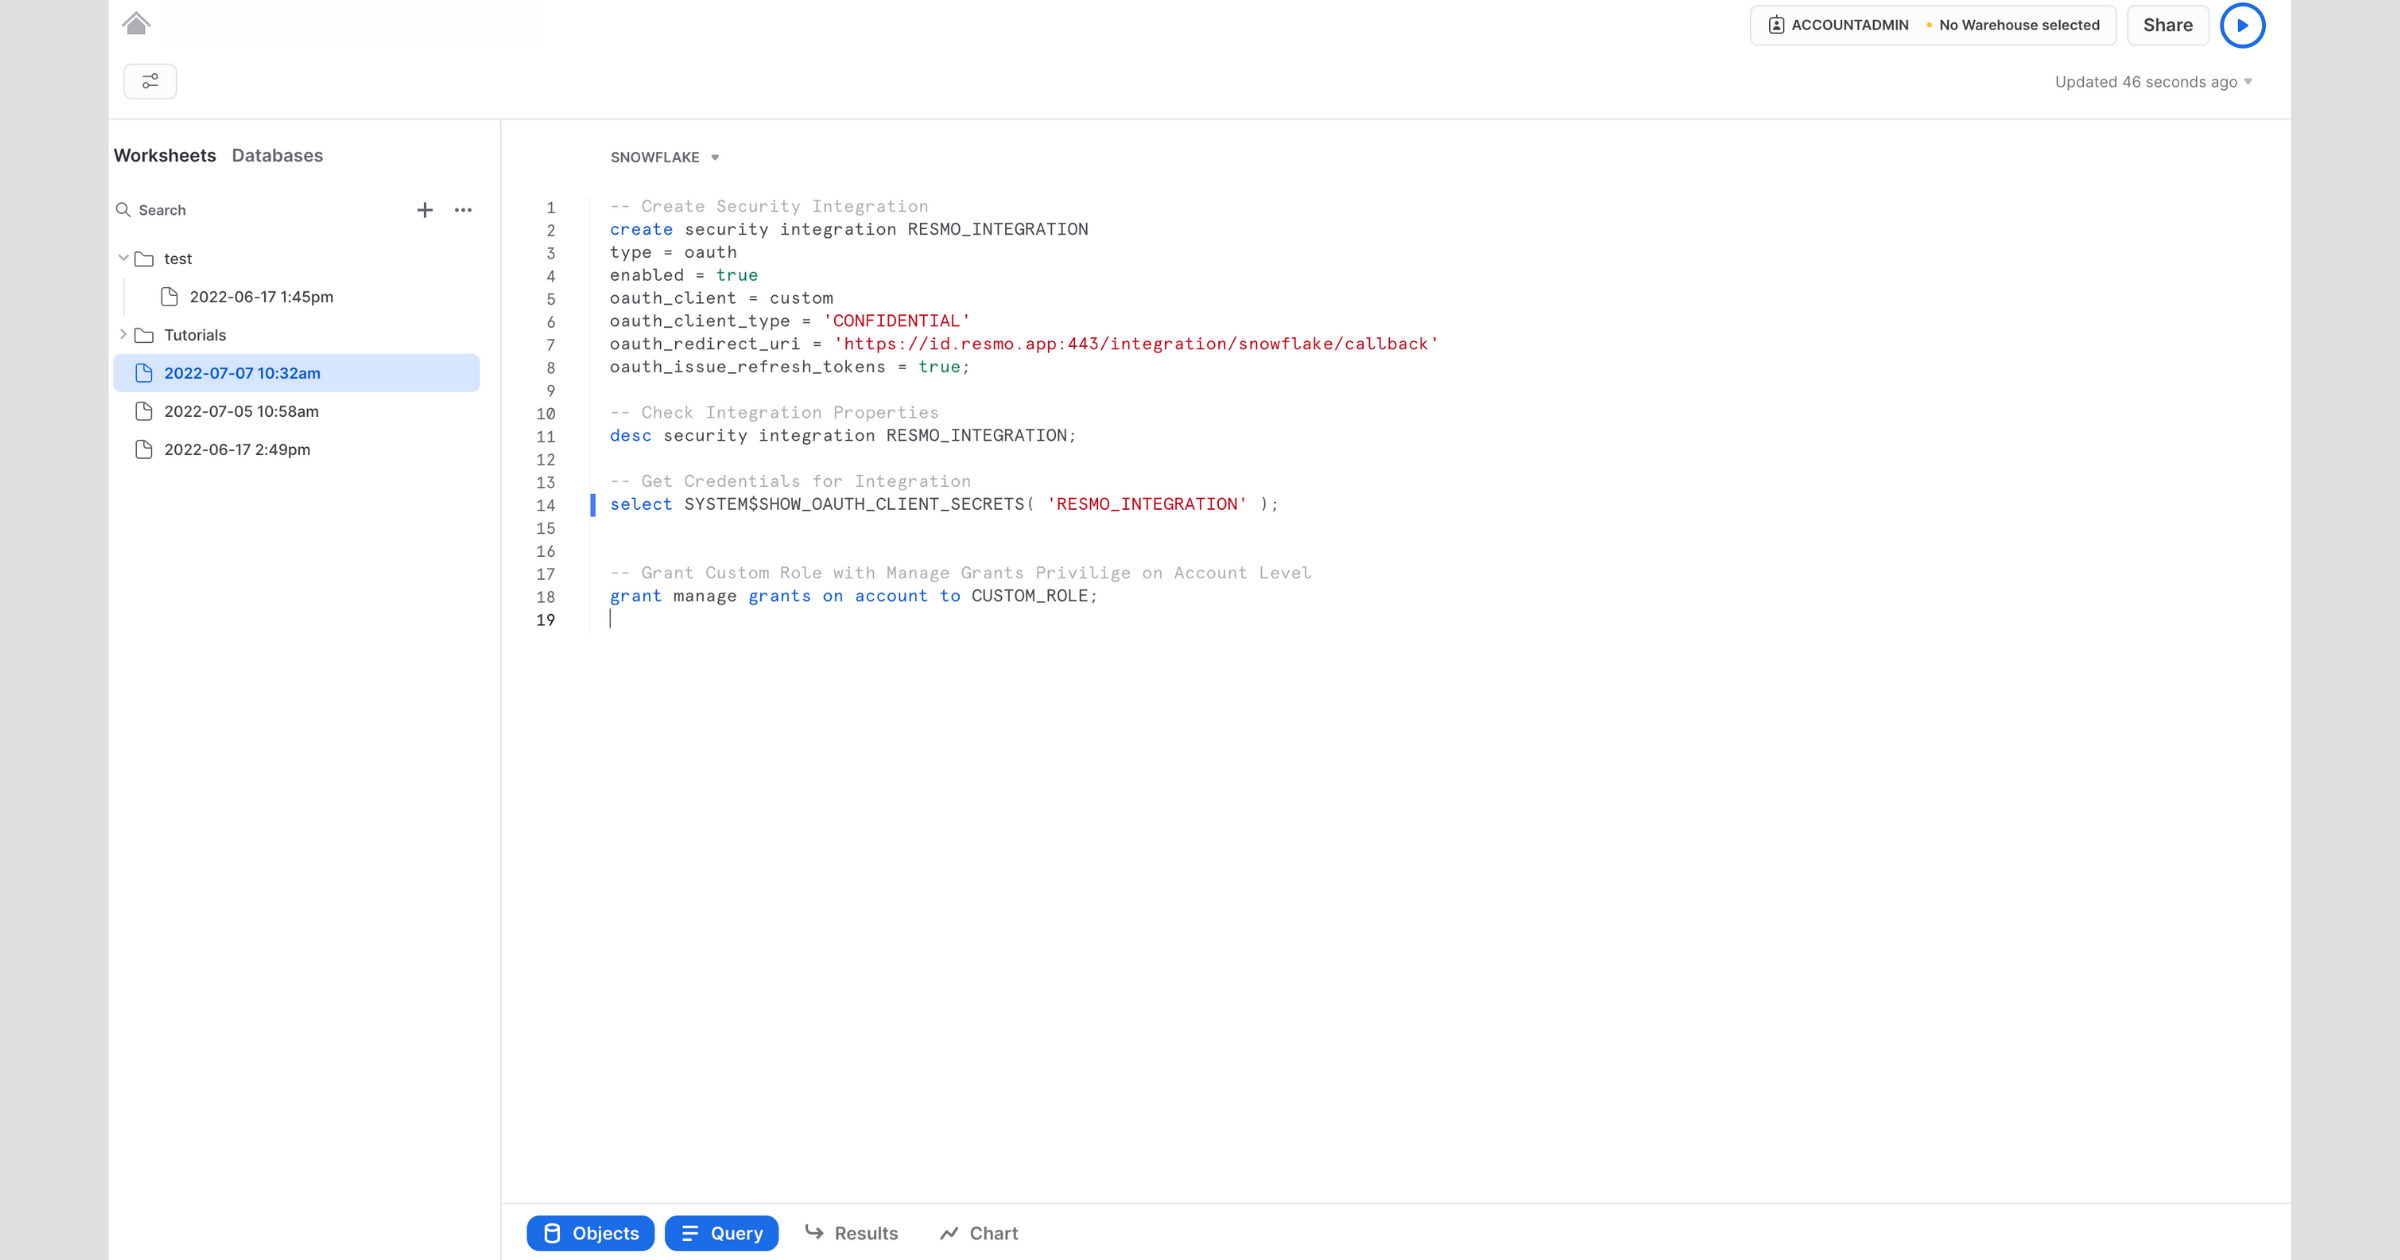 ACCOUNTADMIN • No Warehouse selected
Share
Updated 46 seconds ago
Worksheets Databases
Search
test
2022-06-17 1:45pm
Tutorials
2022-07-07 10:32am
2022-07-05 10:58am
2022-06-17 2:49pm
SNOWFLAKE
1 -- Create Security Integration
2 create security integration RESMO_INTEGRATION
3 type = oauth
4 enabled = true
5 oauth_client = custom
6 oauth_client_type = 'CONFIDENTIAL'
7 oauth_redirect_uri = 'https://id.resmo.app:443/integration/snowflake/callback'
8 oauth_issue_refresh_tokens = true;
9
10 -- Check Integration Properties
11 desc security integration RESMO_INTEGRATION;
12
13 -- Get Credentials for Integration
14 select SYSTEM$SHOW_OAUTH_CLIENT_SECRETS( 'RESMO_INTEGRATION' );
15
16
17 -- Grant Custom Role with Manage Grants Privilige on Account Level
18 grant manage grants on account to CUSTOM_ROLE;
19
Objects Query Results Chart